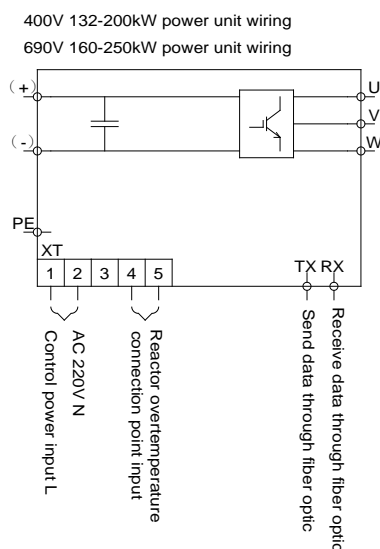 400V 132-200kW power unit wiring
690V 160-250kW power unit wiring
(+)
U
V
(-)
W
PE
XT
1 2 3 4 5
TX RX
Control power input L
AC 220V N
Reactor overtemperature
connection point input
Send data through fiber optic
Receive data through fiber optic